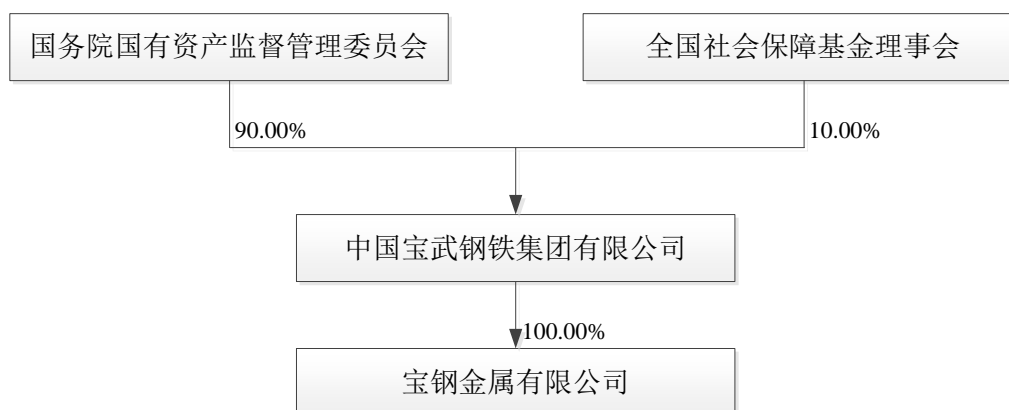 国务院国有资产监督管理委员会
全国社会保障基金理事会
90.00%
10.00%
中国宝武钢铁集团有限公司
100.00%
宝钢金属有限公司